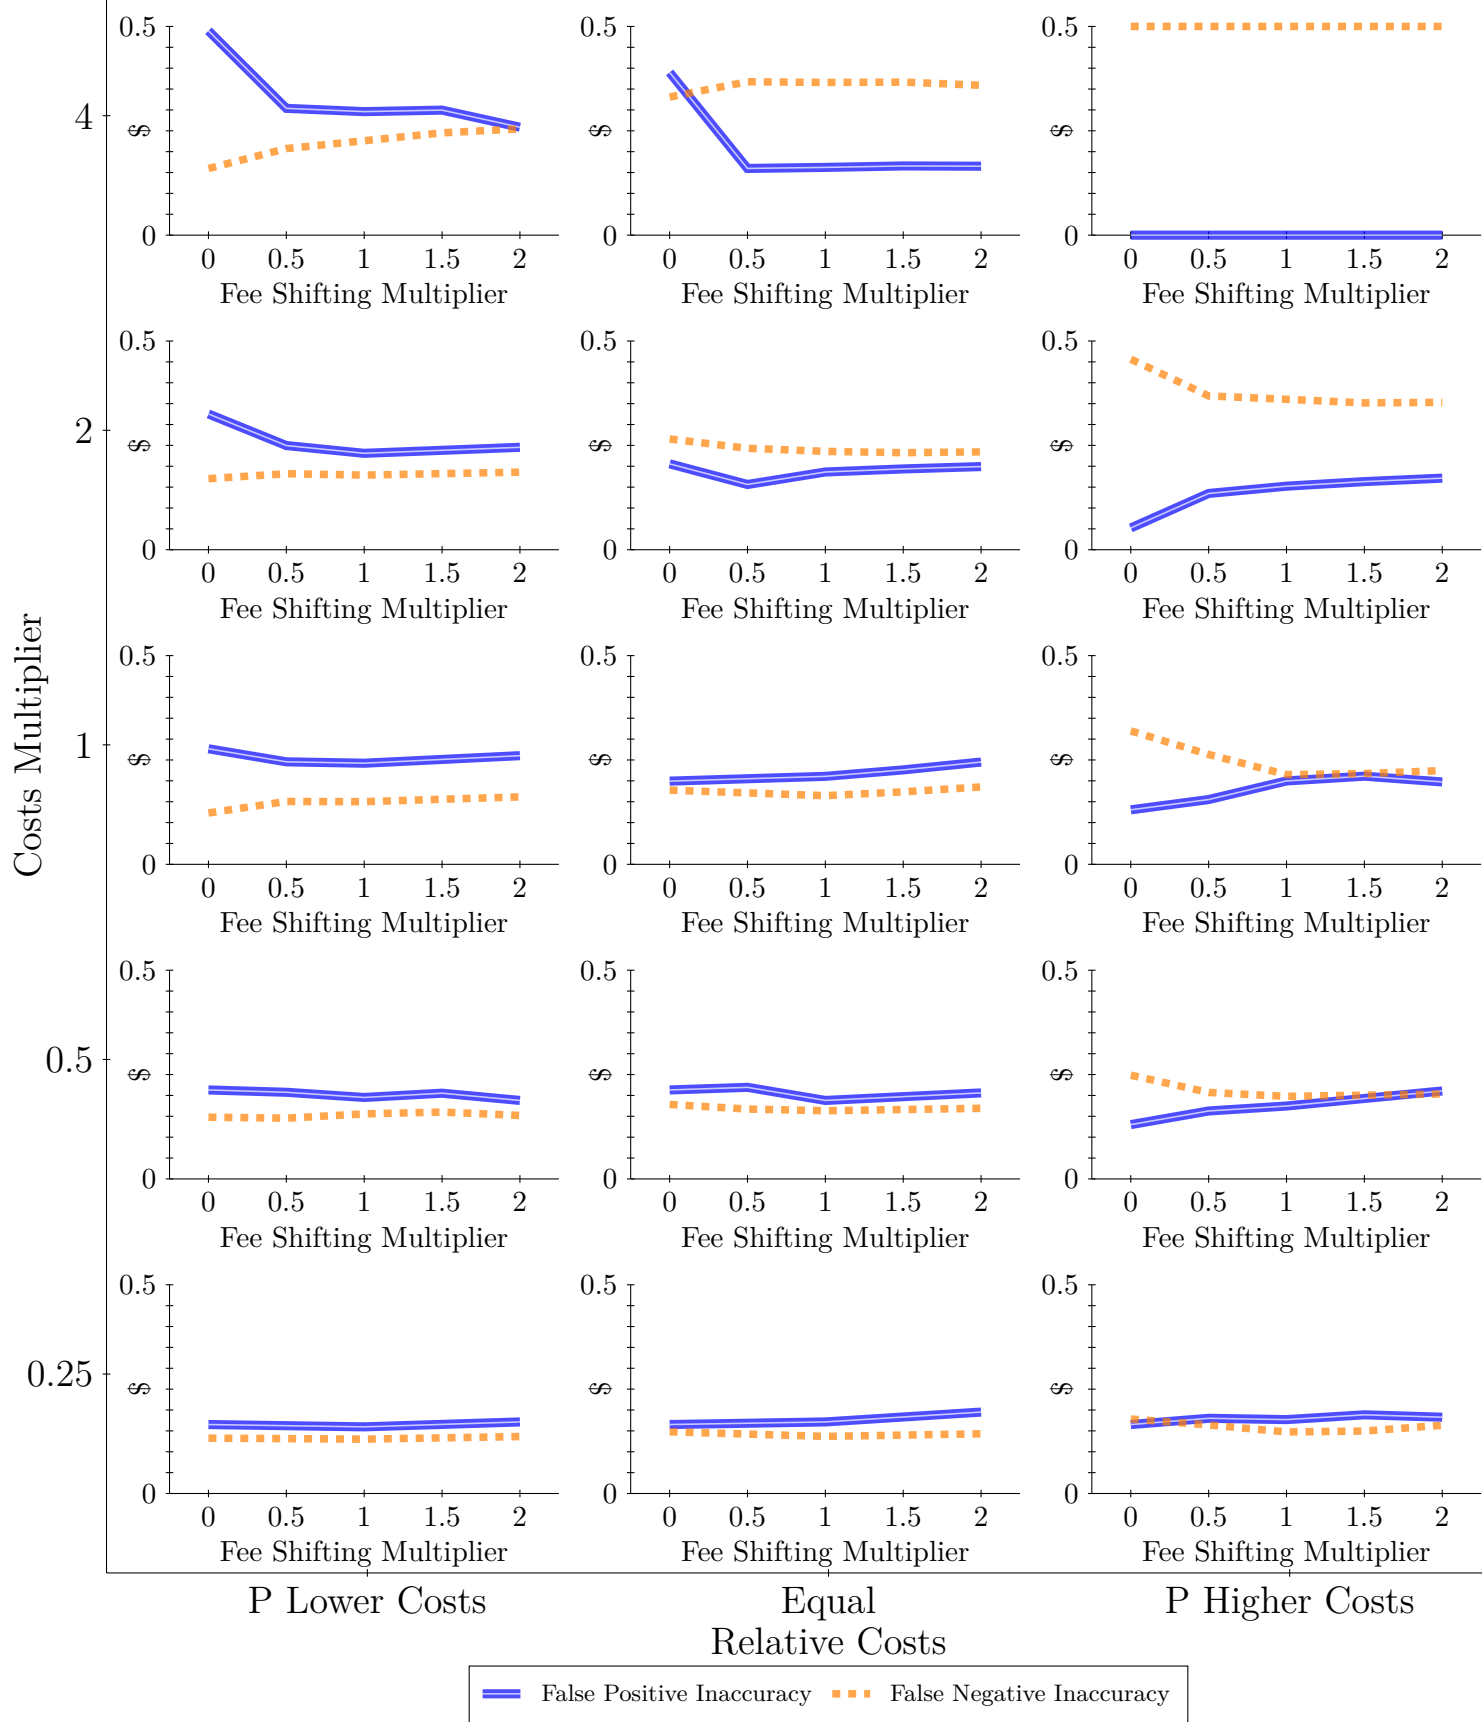 Costs Multiplier
4
0.5 0.5 0.5
$ $ $
0 0 0
0 0.5 1 1.5 2 0 0.5 1 1.5 2 0 0.5 1 1.5 2
Fee Shifting Multiplier Fee Shifting Multiplier Fee Shifting Multiplier
2
0.5 0.5 0.5
$ $ $
0 0 0
0 0.5 1 1.5 2 0 0.5 1 1.5 2 0 0.5 1 1.5 2
Fee Shifting Multiplier Fee Shifting Multiplier Fee Shifting Multiplier
1
0.5 0.5 0.5
$ $ $
0 0 0
0 0.5 1 1.5 2 0 0.5 1 1.5 2 0 0.5 1 1.5 2
Fee Shifting Multiplier Fee Shifting Multiplier Fee Shifting Multiplier
0.5
0.5 0.5 0.5
$ $ $
0 0 0
0 0.5 1 1.5 2 0 0.5 1 1.5 2 0 0.5 1 1.5 2
Fee Shifting Multiplier Fee Shifting Multiplier Fee Shifting Multiplier
0.25
0.5 0.5 0.5
$ $ $
0 0 0
0 0.5 1 1.5 2 0 0.5 1 1.5 2 0 0.5 1 1.5 2
Fee Shifting Multiplier Fee Shifting Multiplier Fee Shifting Multiplier
P Lower Costs Equal P Higher Costs
Relative Costs
False Positive Inaccuracy False Negative Inaccuracy